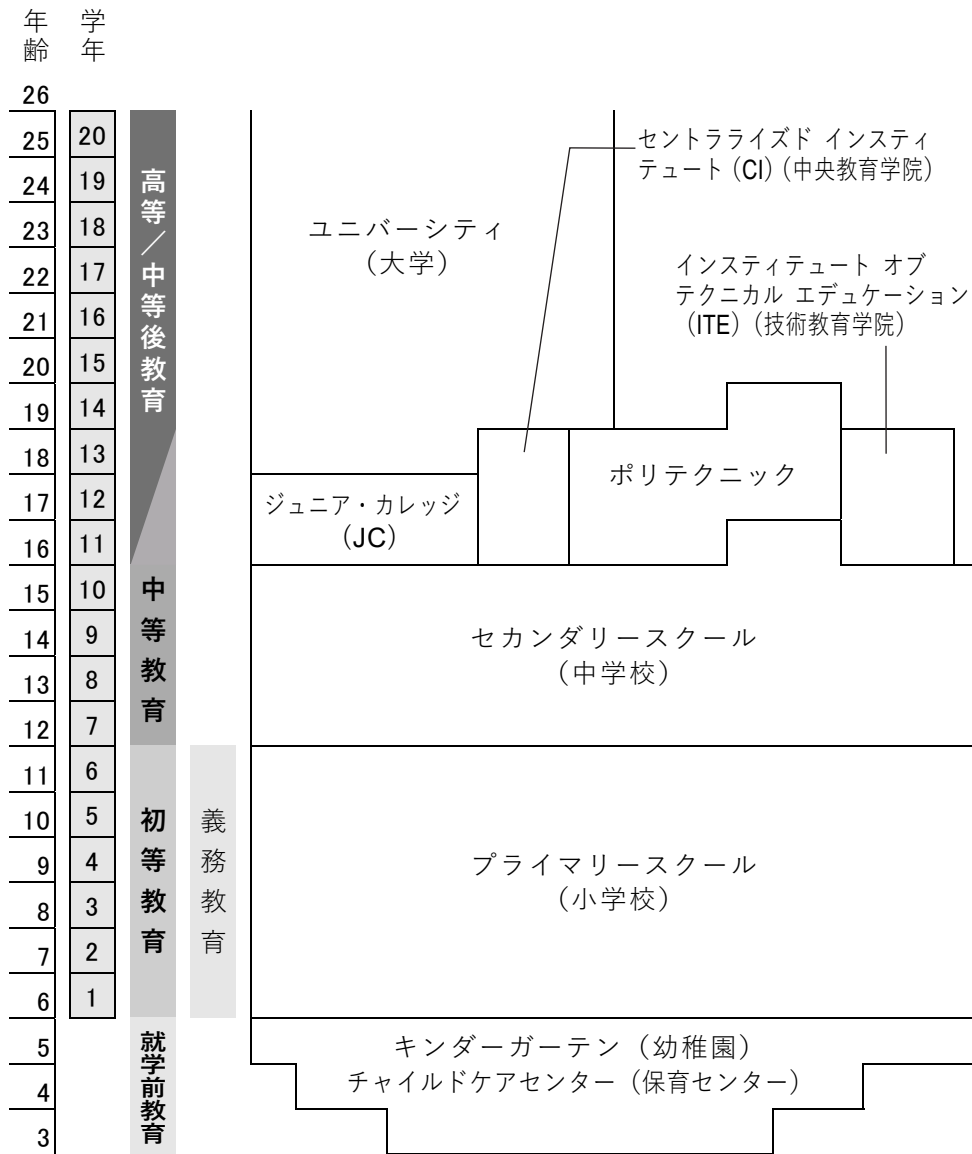 年齢
学年
26
25
24
23
22
21
20
19
18
17
16
15
14
13
12
11
10
9
8
7
6
5
4
3
20
19
18
17
16
15
14
13
12
11
10
9
8
7
6
5
4
3
2
1
高等／中等後教育
中等教育
初等教育
就学前教育
義務教育
ユニバーシティ
（大学）
セントラライズド インスティ
テュート（CI）（中央教育学院）
インスティテュート オブ
テクニカル エデュケーション
（ITE）（技術教育学院）
ポリテクニック
ジュニア・カレッジ
（JC）
セカンダリースクール
（中学校）
プライマリースクール
（小学校）
キンダーガーテン（幼稚園）
チャイルドケアセンター（保育センター）